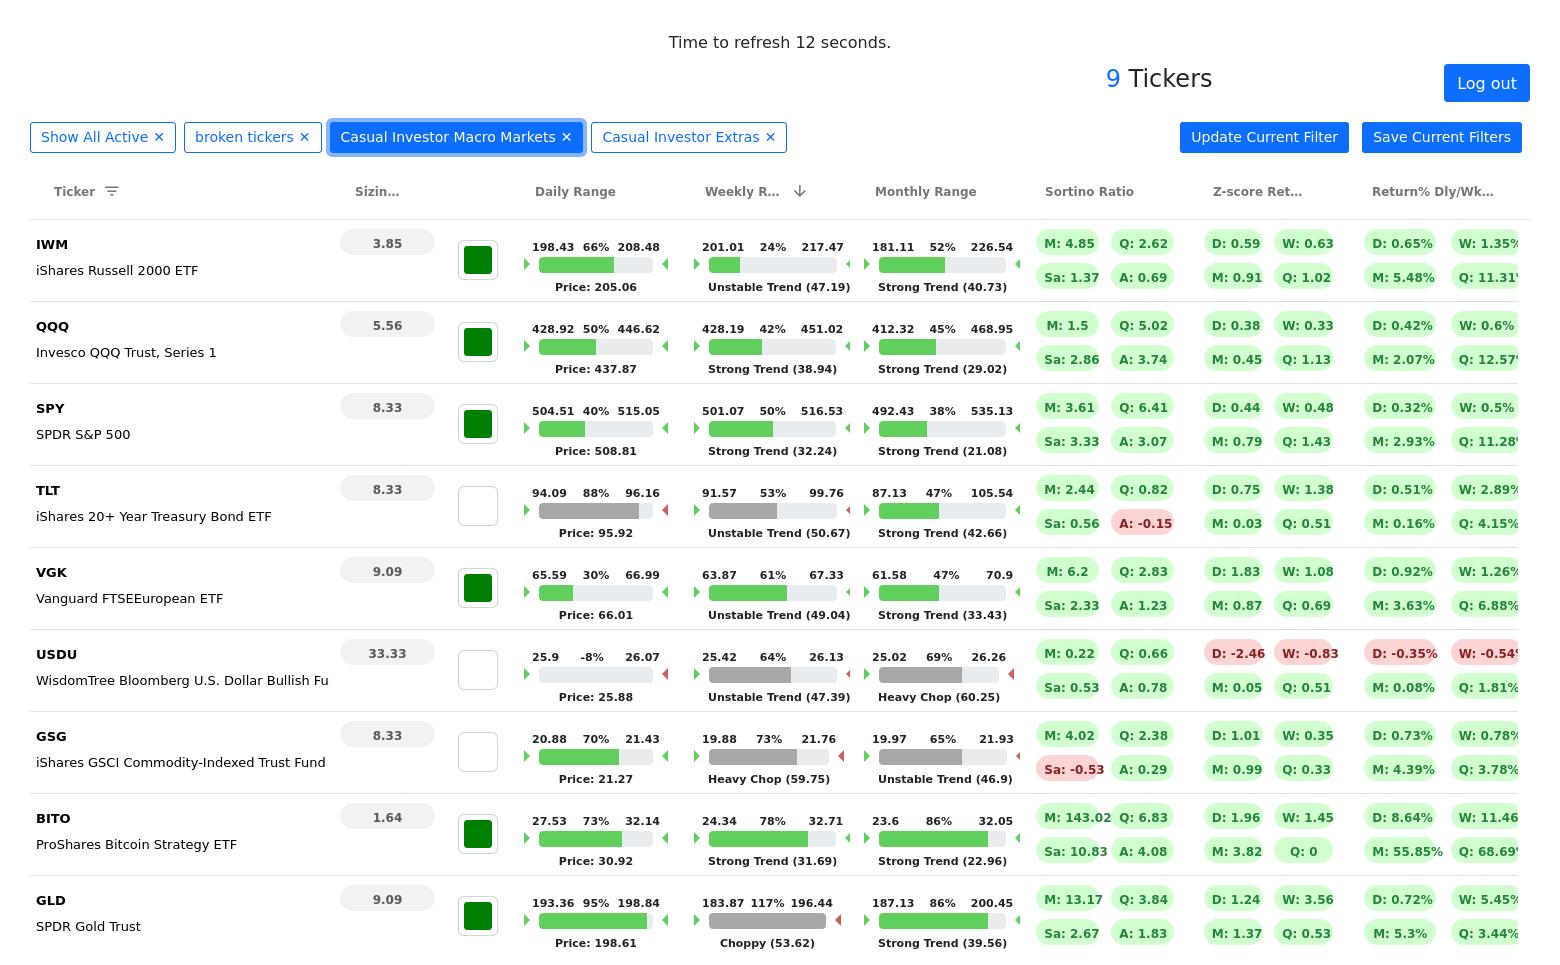 Time to refresh 12 seconds.
9 Tickers
Log out
Show All Active ✕ broken tickers ✕ Casual Investor Macro Markets ✕ Casual Investor Extras ✕ Update Current Filter Save Current Filters
Ticker Sizin... Daily Range Weekly R... Monthly Range Sortino Ratio Z-score Ret... Return% Dly/Wk...
IWM 3.85 198.43 66% 208.48 201.01 24% 217.47 181.11 52% 226.54 M: 4.85 Q: 2.62 D: 0.59 W: 0.63 D: 0.65% W: 1.35%
iShares Russell 2000 ETF Price: 205.06 Unstable Trend (47.19) Strong Trend (40.73) Sa: 1.37 A: 0.69 M: 0.91 Q: 1.02 M: 5.48% Q: 11.31%
QQQ 5.56 428.92 50% 446.62 428.19 42% 451.02 412.32 45% 468.95 M: 1.5 Q: 5.02 D: 0.38 W: 0.33 D: 0.42% W: 0.6%
Invesco QQQ Trust, Series 1 Price: 437.87 Strong Trend (38.94) Strong Trend (29.02) Sa: 2.86 A: 3.74 M: 0.45 Q: 1.13 M: 2.07% Q: 12.57%
SPY 8.33 504.51 40% 515.05 501.07 50% 516.53 492.43 38% 535.13 M: 3.61 Q: 6.41 D: 0.44 W: 0.48 D: 0.32% W: 0.5%
SPDR S&P 500 Price: 508.81 Strong Trend (32.24) Strong Trend (21.08) Sa: 3.33 A: 3.07 M: 0.79 Q: 1.43 M: 2.93% Q: 11.28%
TLT 8.33 94.09 88% 96.16 91.57 53% 99.76 87.13 47% 105.54 M: 2.44 Q: 0.82 D: 0.75 W: 1.38 D: 0.51% W: 2.89%
iShares 20+ Year Treasury Bond ETF Price: 95.92 Unstable Trend (50.67) Strong Trend (42.66) Sa: 0.56 A: -0.15 M: 0.03 Q: 0.51 M: 0.16% Q: 4.15%
VGK 9.09 65.59 30% 66.99 63.87 61% 67.33 61.58 47% 70.9 M: 6.2 Q: 2.83 D: 1.83 W: 1.08 D: 0.92% W: 1.26%
Vanguard FTSEEuropean ETF Price: 66.01 Unstable Trend (49.04) Strong Trend (33.43) Sa: 2.33 A: 1.23 M: 0.87 Q: 0.69 M: 3.63% Q: 6.88%
USDU 33.33 25.9 -8% 26.07 25.42 64% 26.13 25.02 69% 26.26 M: 0.22 Q: 0.66 D: -2.46 W: -0.83 D: -0.35% W: -0.54%
WisdomTree Bloomberg U.S. Dollar Bullish Fu Price: 25.88 Unstable Trend (47.39) Heavy Chop (60.25) Sa: 0.53 A: 0.78 M: 0.05 Q: 0.51 M: 0.08% Q: 1.81%
GSG 8.33 20.88 70% 21.43 19.88 73% 21.76 19.97 65% 21.93 M: 4.02 Q: 2.38 D: 1.01 W: 0.35 D: 0.73% W: 0.78%
iShares GSCI Commodity-Indexed Trust Fund Price: 21.27 Heavy Chop (59.75) Unstable Trend (46.9) Sa: -0.53 A: 0.29 M: 0.99 Q: 0.33 M: 4.39% Q: 3.78%
BITO 1.64 27.53 73% 32.14 24.34 78% 32.71 23.6 86% 32.05 M: 143.02 Q: 6.83 D: 1.96 W: 1.45 D: 8.64% W: 11.46
ProShares Bitcoin Strategy ETF Price: 30.92 Strong Trend (31.69) Strong Trend (22.96) Sa: 10.83 A: 4.08 M: 3.82 Q: 0 M: 55.85% Q: 68.69%
GLD 9.09 193.36 95% 198.84 183.87 117% 196.44 187.13 86% 200.45 M: 13.17 Q: 3.84 D: 1.24 W: 3.56 D: 0.72% W: 5.45%
SPDR Gold Trust Price: 198.61 Choppy (53.62) Strong Trend (39.56) Sa: 2.67 A: 1.83 M: 1.37 Q: 0.53 M: 5.3% Q: 3.44%